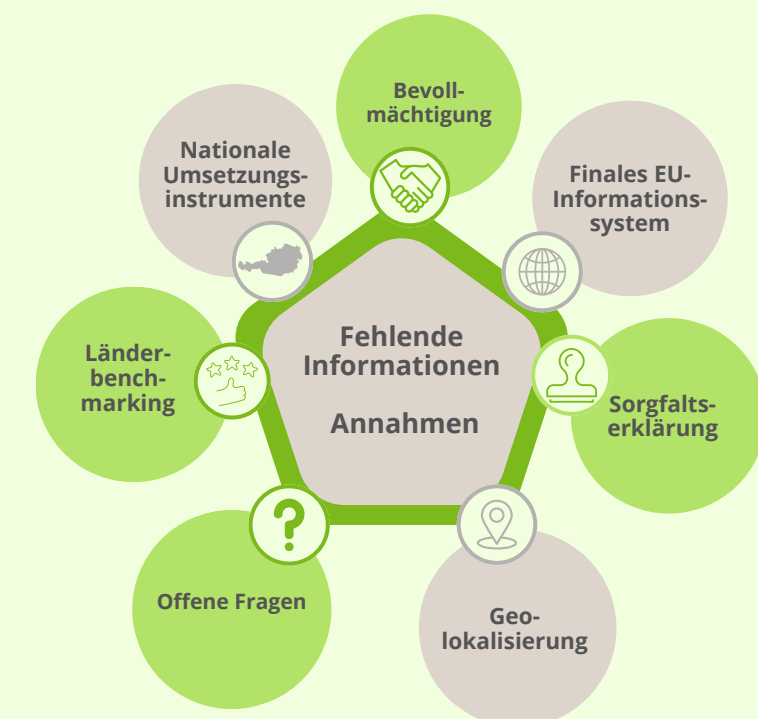 Bevoll-
mächtigung
Nationale
Umsetzungs-
instrumente
Finales EU-
Informations-
system
Fehlende
Informationen
Annahmen
Länder-
bench-
marking
Sorgfalts-
erklärung
Offene Fragen
Geo-
lokalisierung